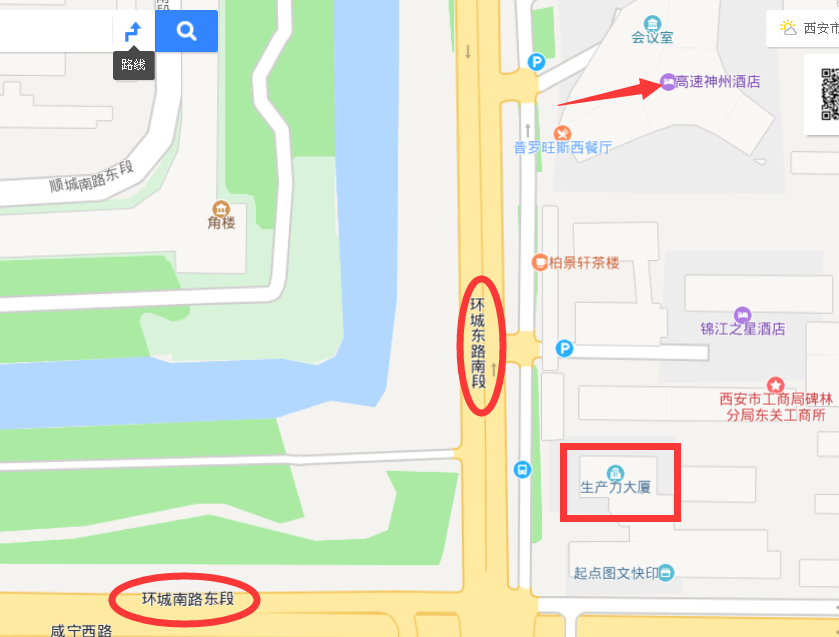 路线
西安市
会议室
高速神州酒店
普罗旺斯西餐厅
顺城南路东段
角楼
柏景轩茶楼
环城东路南段
锦江之星酒店
西安市工商局碑林
分局东关工商所
生产力大厦
起点图文快印
环城南路东段
咸宁西路
P
P